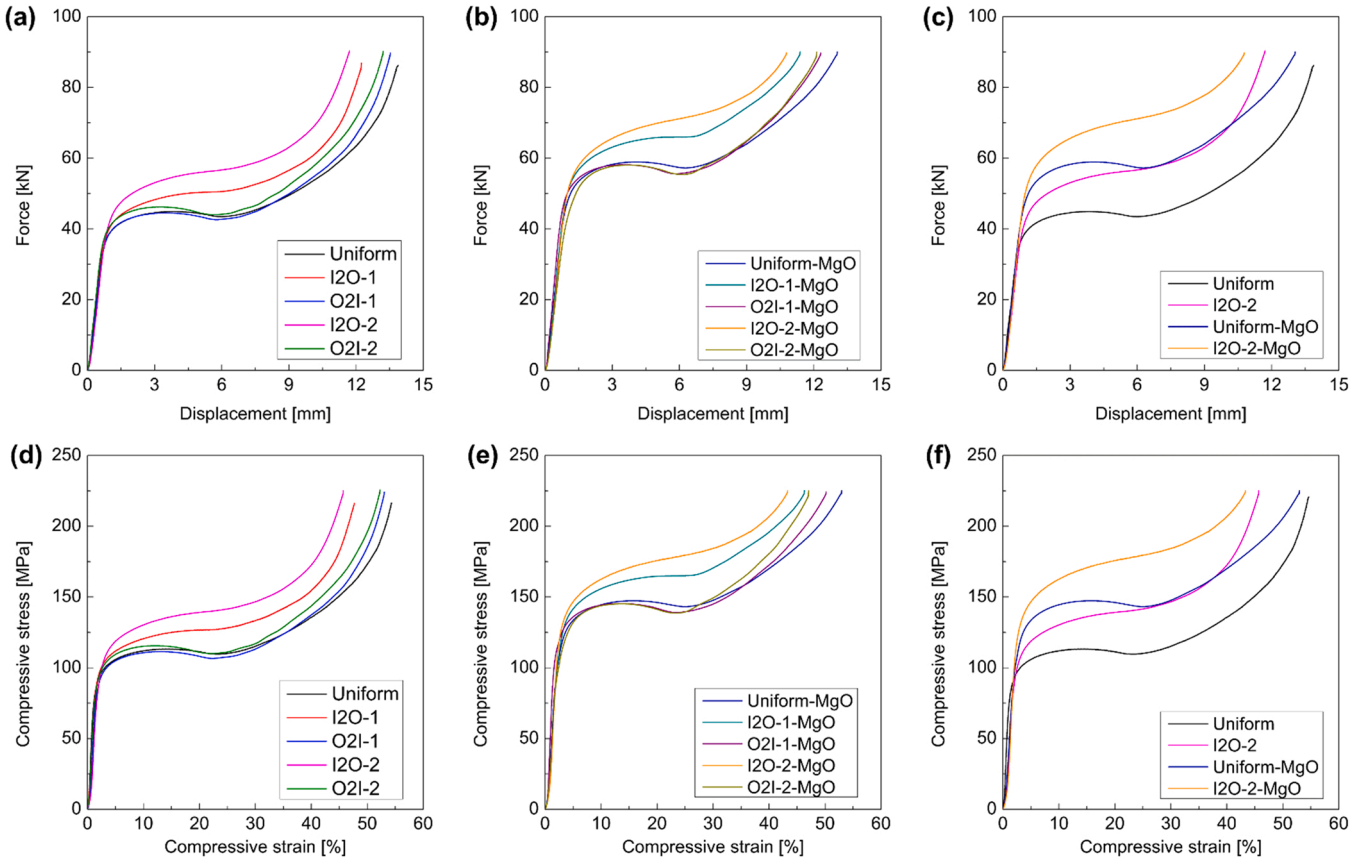 (a)
100
80
60
40
20
0
Force [kN]
Uniform
I2O-1
O2I-1
I2O-2
O2I-2
0 3 6 9 12 15
Displacement [mm]
(b)
100
80
60
40
20
0
Force [kN]
Uniform-MgO
I2O-1-MgO
O2I-1-MgO
I2O-2-MgO
O2I-2-MgO
0 3 6 9 12 15
Displacement [mm]
(c)
100
80
60
40
20
0
Force [kN]
Uniform
I2O-2
Uniform-MgO
I2O-2-MgO
0 3 6 9 12 15
Displacement [mm]
(d)
250
200
150
100
50
0
Compressive stress [MPa]
Uniform
I2O-1
O2I-1
I2O-2
O2I-2
0 10 20 30 40 50 60
Compressive strain [%]
(e)
250
200
150
100
50
0
Compressive stress [MPa]
Uniform-MgO
I2O-1-MgO
O2I-1-MgO
I2O-2-MgO
O2I-2-MgO
0 10 20 30 40 50 60
Compressive strain [%]
(f)
250
200
150
100
50
0
Compressive stress [MPa]
Uniform
I2O-2
Uniform-MgO
I2O-2-MgO
0 10 20 30 40 50 60
Compressive strain [%]